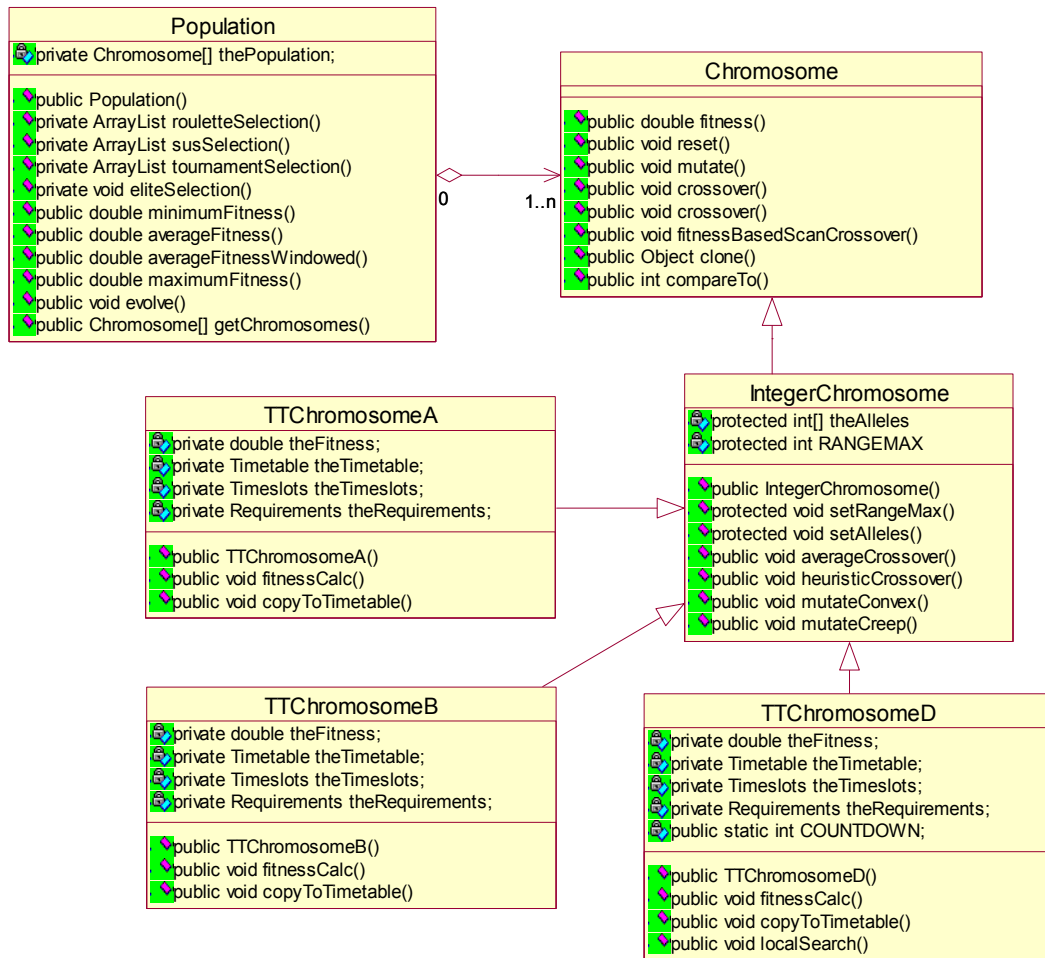 Population
private Chromosome[] thePopulation;
public Population()
private ArrayList rouletteSelection()
private ArrayList susSelection()
private ArrayList tournamentSelection()
private void eliteSelection()
public double minimumFitness()
public double averageFitness()
public double averageFitnessWindowed()
public double maximumFitness()
public void evolve()
public Chromosome[] getChromosomes()
0
1..n
Chromosome
public double fitness()
public void reset()
public void mutate()
public void crossover()
public void crossover()
public void fitnessBasedScanCrossover()
public Object clone()
public int compareTo()
TTChromosomeA
private double theFitness;
private Timetable theTimetable;
private Timeslots theTimeslots;
private Requirements theRequirements;
public TTChromosomeA()
public void fitnessCalc()
public void copyToTimetable()
IntegerChromosome
protected int[] theAlleles
protected int RANGEMAX
public IntegerChromosome()
protected void setRangeMax()
protected void setAlleles()
public void averageCrossover()
public void heuristicCrossover()
public void mutateConvex()
public void mutateCreep()
TTChromosomeB
private double theFitness;
private Timetable theTimetable;
private Timeslots theTimeslots;
private Requirements theRequirements;
public TTChromosomeB()
public void fitnessCalc()
public void copyToTimetable()
TTChromosomeD
private double theFitness;
private Timetable theTimetable;
private Timeslots theTimeslots;
private Requirements theRequirements;
public static int COUNTDOWN;
public TTChromosomeD()
public void fitnessCalc()
public void copyToTimetable()
public void localSearch()